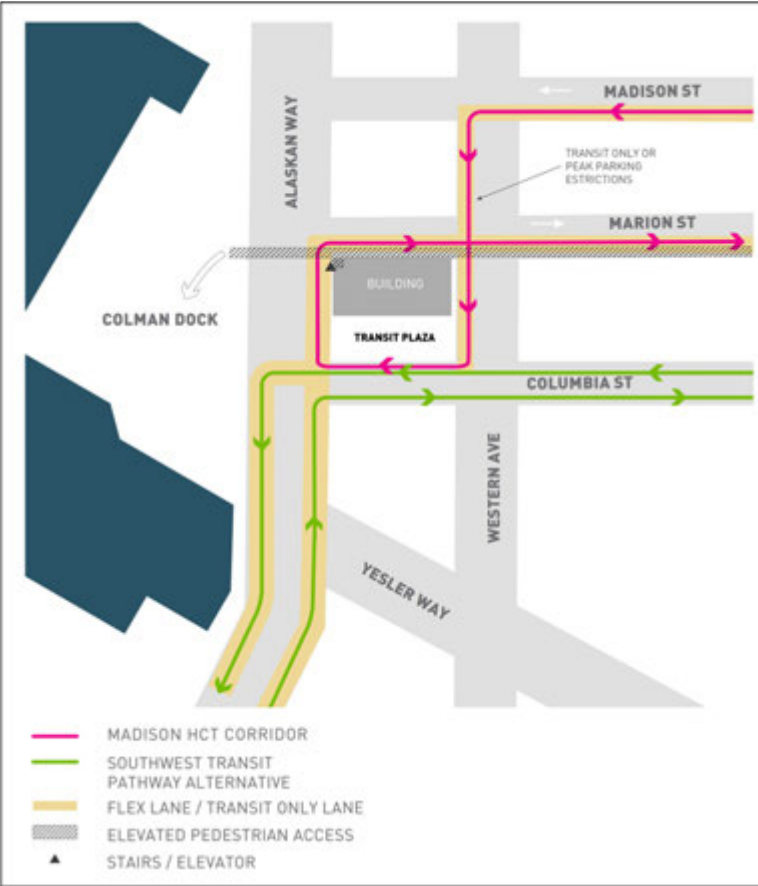 MADISON ST
ALASKAN WAY
TRANSIT ONLY OR
PEAK PARKING
ESTRICTIONS
MARION ST
BUILDING
COLMAN DOCK
TRANSIT PLAZA
COLUMBIA ST
WESTERN AVE
YESLER WAY
MADISON HCT CORRIDOR
SOUTHWEST TRANSIT
PATHWAY ALTERNATIVE
FLEX LANE / TRANSIT ONLY LANE
ELEVATED PEDESTRIAN ACCESS
STAIRS / ELEVATOR